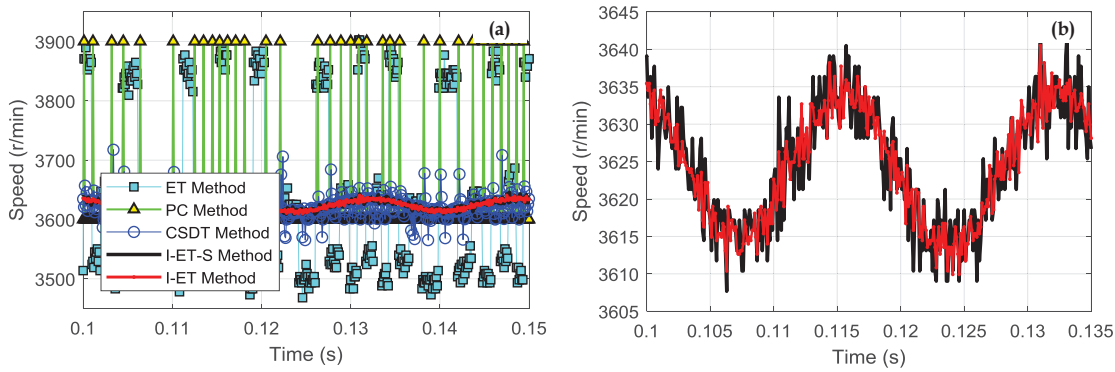 (a)
Speed (r/min)
3900
3800
3700
3600
3500
ET Method
PC Method
CSDT Method
I-ET-S Method
I-ET Method
0.1 0.11 0.12 0.13 0.14 0.15
Time (s)
(b)
Speed (r/min)
3645
3640
3635
3630
3625
3620
3615
3610
3605
0.1 0.105 0.11 0.115 0.12 0.125 0.13 0.135
Time (s)